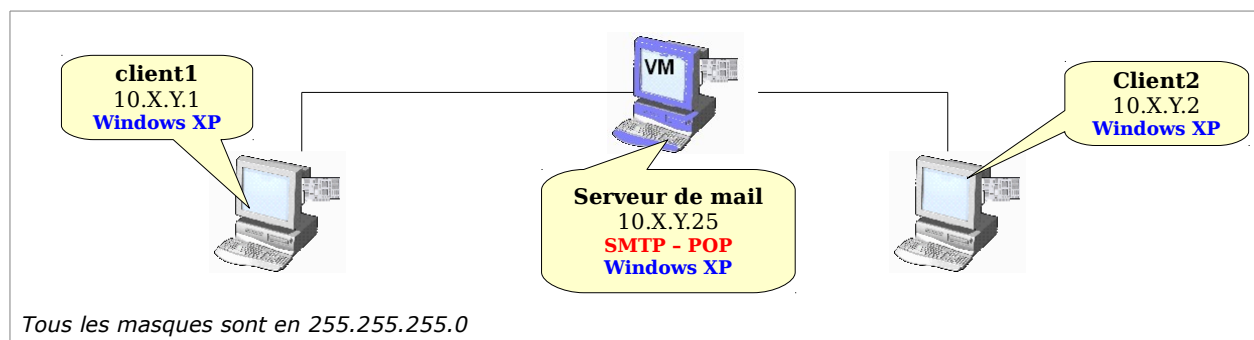 client1
10.X.Y.1
Windows XP
VM
Client2
10.X.Y.2
Windows XP
Serveur de mail
10.X.Y.25
SMTP – POP
Windows XP
Tous les masques sont en 255.255.255.0